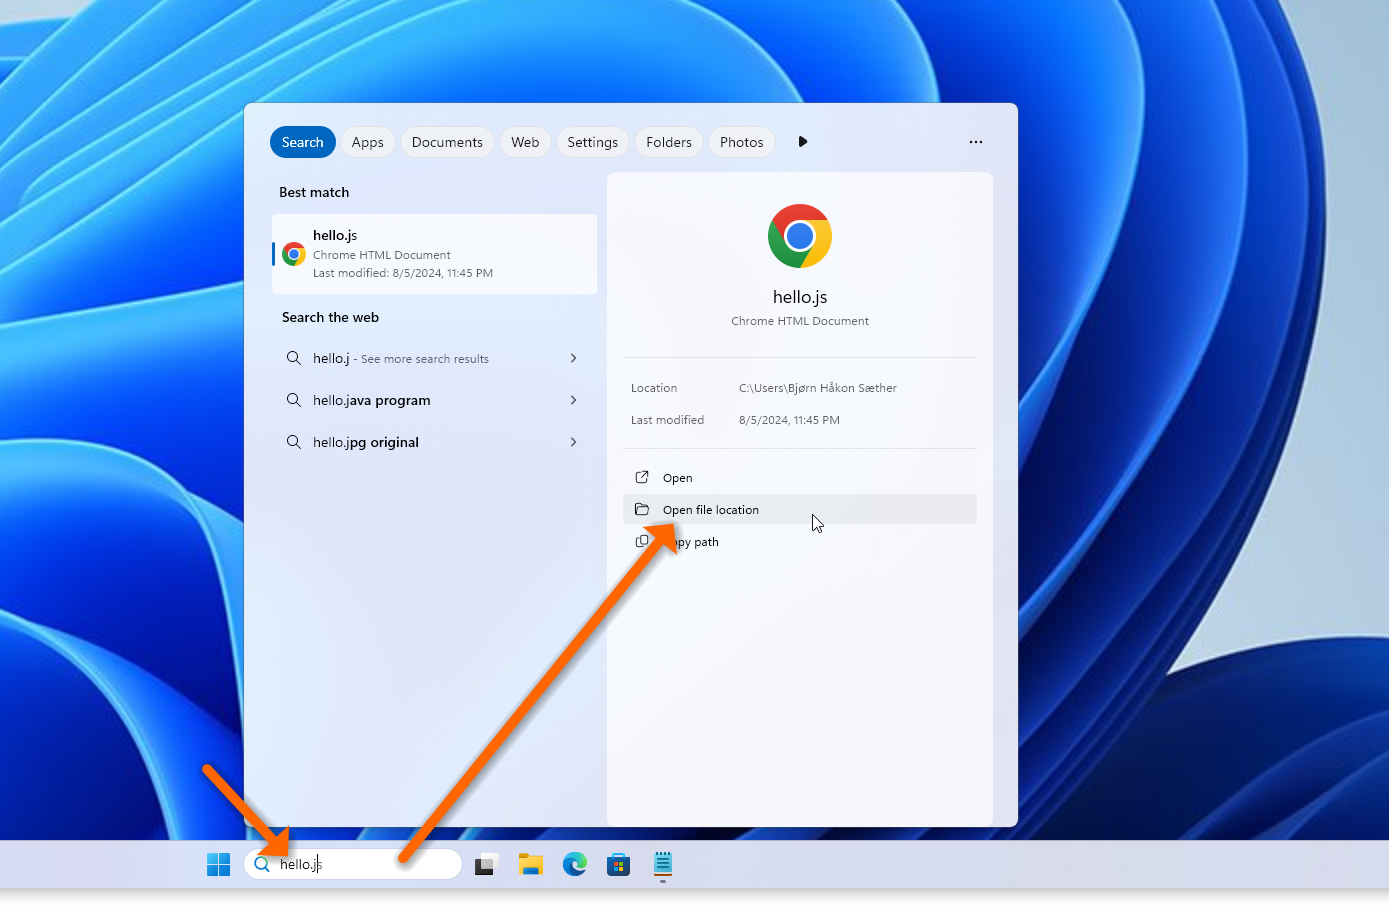 Search Apps Documents Web Settings Folders Photos
Best match
hello.js
Chrome HTML Document
Last modified: 8/5/2024, 11:45 PM
Search the web
hello.j - See more search results
hello.java program
hello.jpg original
hello.js
Chrome HTML Document
Location C:\Users\Bjørn Håkon Sæther
Last modified 8/5/2024, 11:45 PM
Open
Open file location
path
hello.js